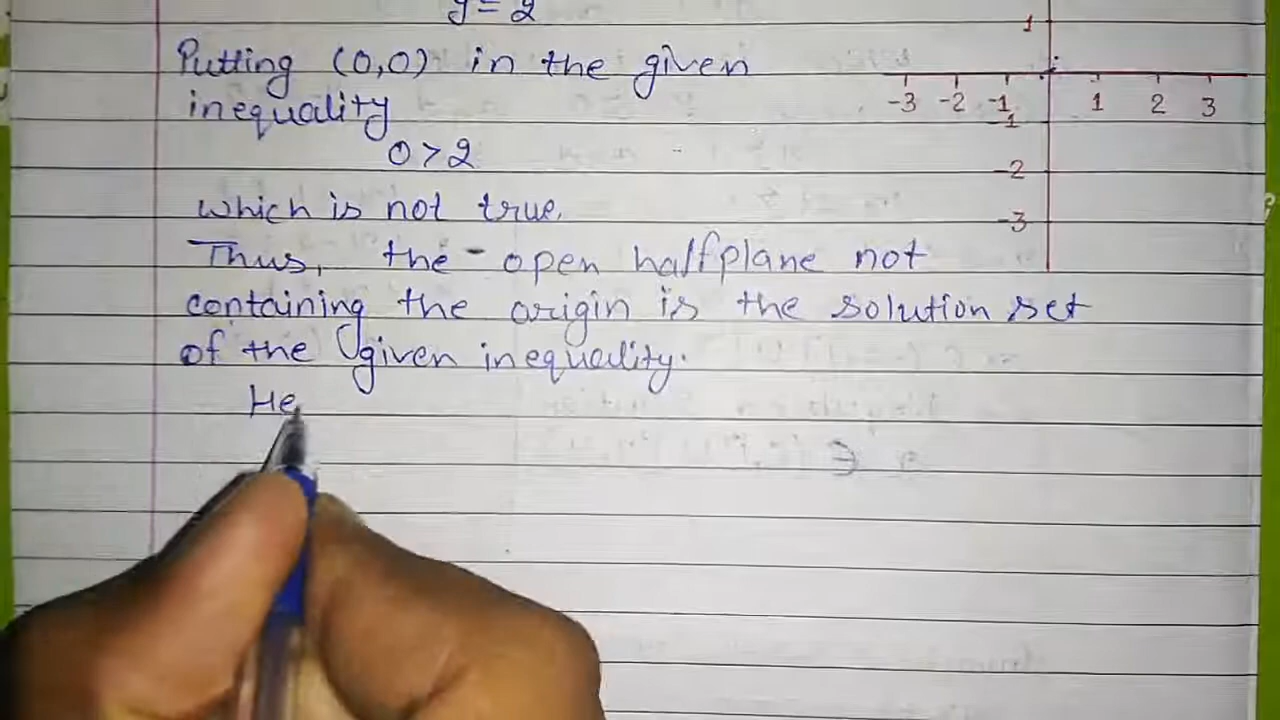 y = 2
Putting (0,0) in the given
inequality
0 > 2
which is not true.
Thus, the open halfplane not
containing the origin is the solution set
of the given inequality.
He
1
-3 -2 -1 1 2 3
-1
-2
-3